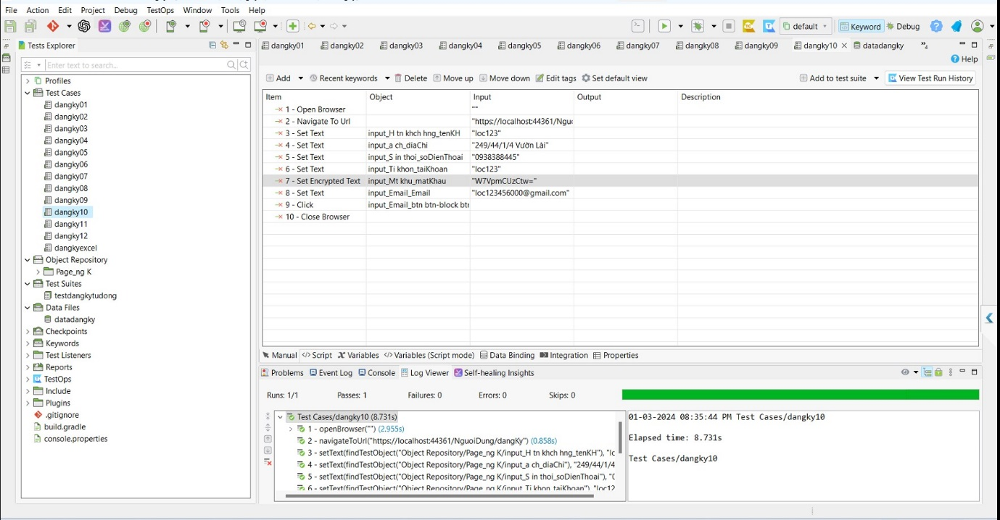 File Action Edit Project Debug TestOps Window Tools Help
default Keyword Debug
Tests Explorer
Enter text to search...
Profiles
Test Cases
dangky01
dangky02
dangky03
dangky04
dangky05
dangky06
dangky07
dangky08
dangky09
dangky10
dangky11
dangky12
dangkyexcel
Object Repository
Page_ng K
Test Suites
testdangkytudong
Data Files
datadangky
Checkpoints
Keywords
Test Listeners
Reports
TestOps
Include
Plugins
.gitignore
build.gradle
console.properties
dangky01 dangky02 dangky03 dangky04 dangky05 dangky06 dangky07 dangky08 dangky09 dangky10 datadangky
Help
Add Recent keywords Delete Move up Move down Edit tags Set default view Add to test suite View Test Run History
Item Object Input Output Description
1 - Open Browser ""
2 - Navigate To Url "https://localhost:44361/Nguo
3 - Set Text input_H tn khch hng_tenKH "loc123"
4 - Set Text input_a ch_diaChi "249/44/1/4 Vườn Lài"
5 - Set Text input_S in thoi_soDienThoai "0938388445"
6 - Set Text input_Ti khon_taiKhoan "loc123"
7 - Set Encrypted Text input_Mt khu_matKhau "W7VpmCUzCtw="
8 - Set Text input_Email_Email "loc123456000@gmail.com"
9 - Click input_Email_btn btn-block btn
10 - Close Browser
Manual Script Variables Variables (Script mode) Data Binding Integration Properties
Problems Event Log Console Log Viewer Self-healing Insights
Runs: 1/1 Passes: 1 Failures: 0 Errors: 0 Skips: 0
Test Cases/dangky10 (8.731s)
1 - openBrowser("") (2.955s)
2 - navigateToUrl("https://localhost:44361/NguoiDung/dangKy") (0.858s)
3 - setText(findTestObject("Object Repository/Page_ng K/input_H tn khch hng_tenKH"), "lc
4 - setText(findTestObject("Object Repository/Page_ng K/input_a ch_diaChi"), "249/44/1/4
5 - setText(findTestObject("Object Repository/Page_ng K/input_S in thoi_soDienThoai"), "0
6 - setText(findTestObject("Object Repository/Page_ng K/input_Ti khon_taiKhoan"), "loc12
01-03-2024 08:35:44 PM Test Cases/dangky10
Elapsed time: 8.731s
Test Cases/dangky10